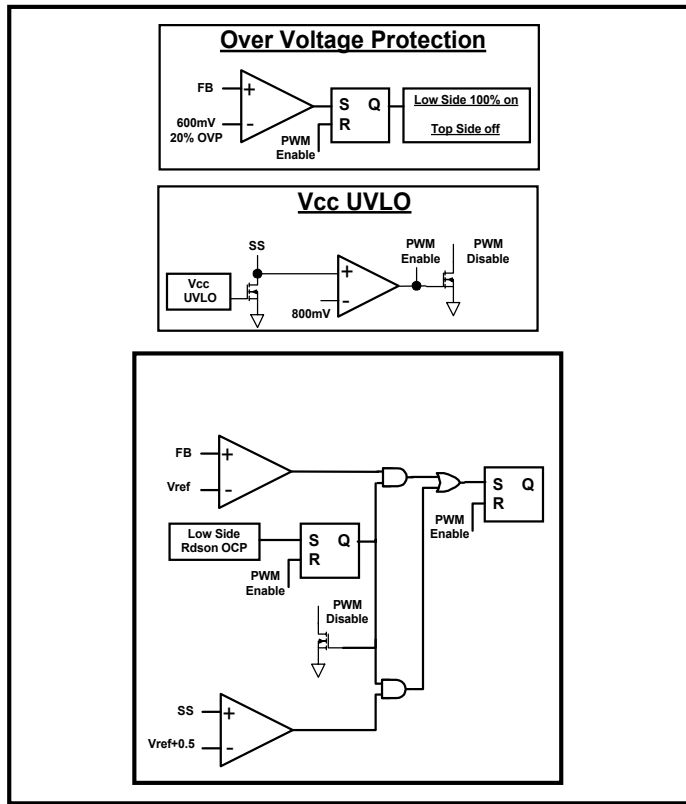 Over Voltage Protection
FB
+
600mV
20% OVP
-
S Q
R
PWM
Enable
Low Side 100% on
Top Side off
Vcc UVLO
SS
Vcc
UVLO
+
-
800mV
PWM
Enable
PWM
Disable
FB
+
Vref
-
S Q
R
PWM
Enable
Low Side
Rdson OCP
S Q
R
PWM
Enable
PWM
Disable
SS
+
Vref+0.5
-